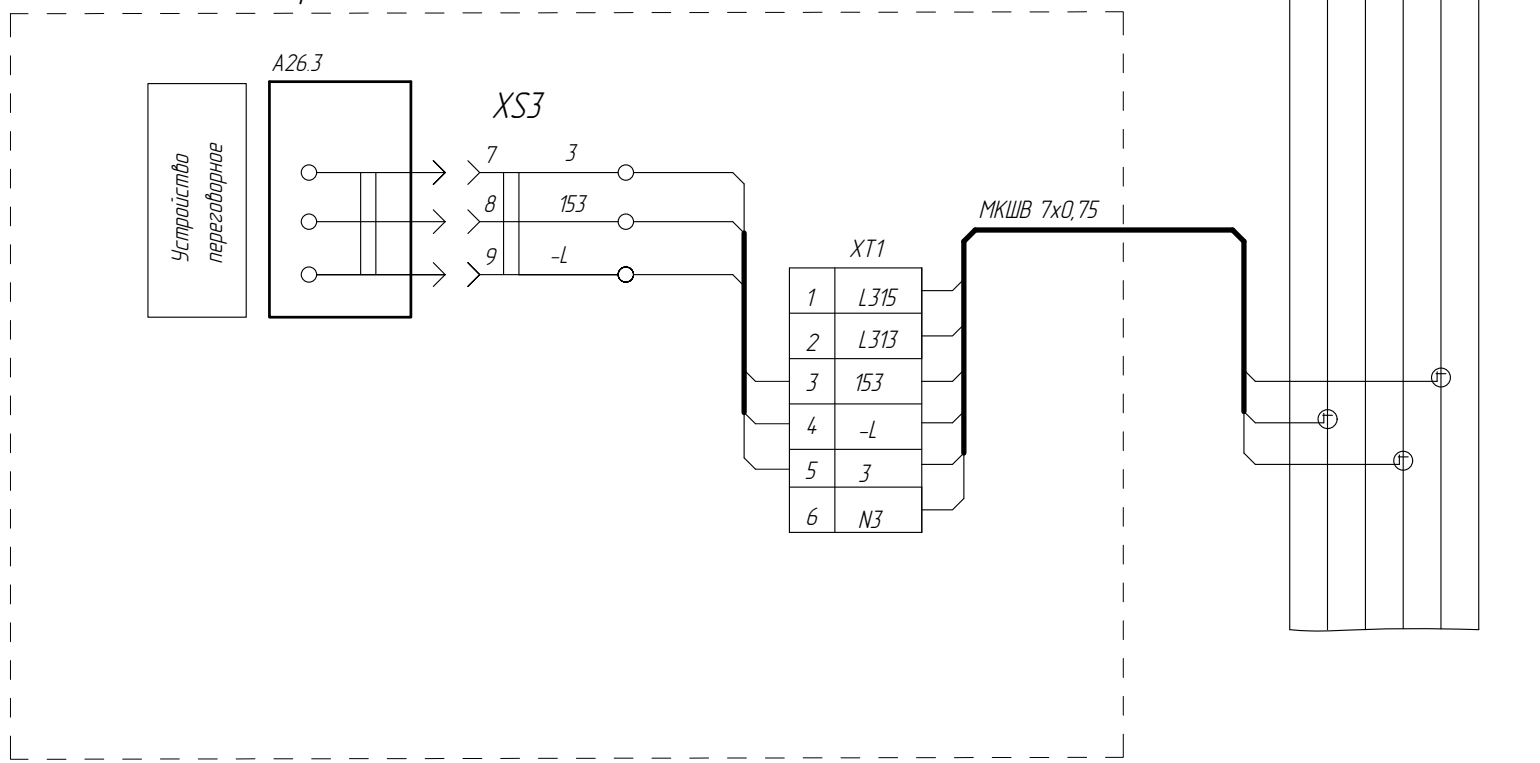 А26.3
XS3
Устройство
переговорное
7
3
8
153
9
-L
МКШВ 7х0,75
XT1
1 L315
2 L313
3 153
4 -L
5 3
6 N3